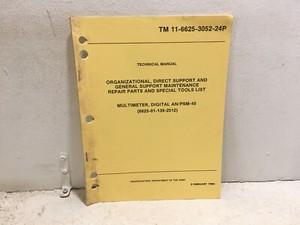 TM 11-6625-3052-24P
TECHNICAL MANUAL
ORGANIZATIONAL, DIRECT SUPPORT AND
GENERAL SUPPORT MAINTENANCE
REPAIR PARTS AND SPECIAL TOOLS LIST
MULTIMETER, DIGITAL AN/PSM-45
(6625-01-139-2512)
HEADQUARTERS, DEPARTMENT OF THE ARMY